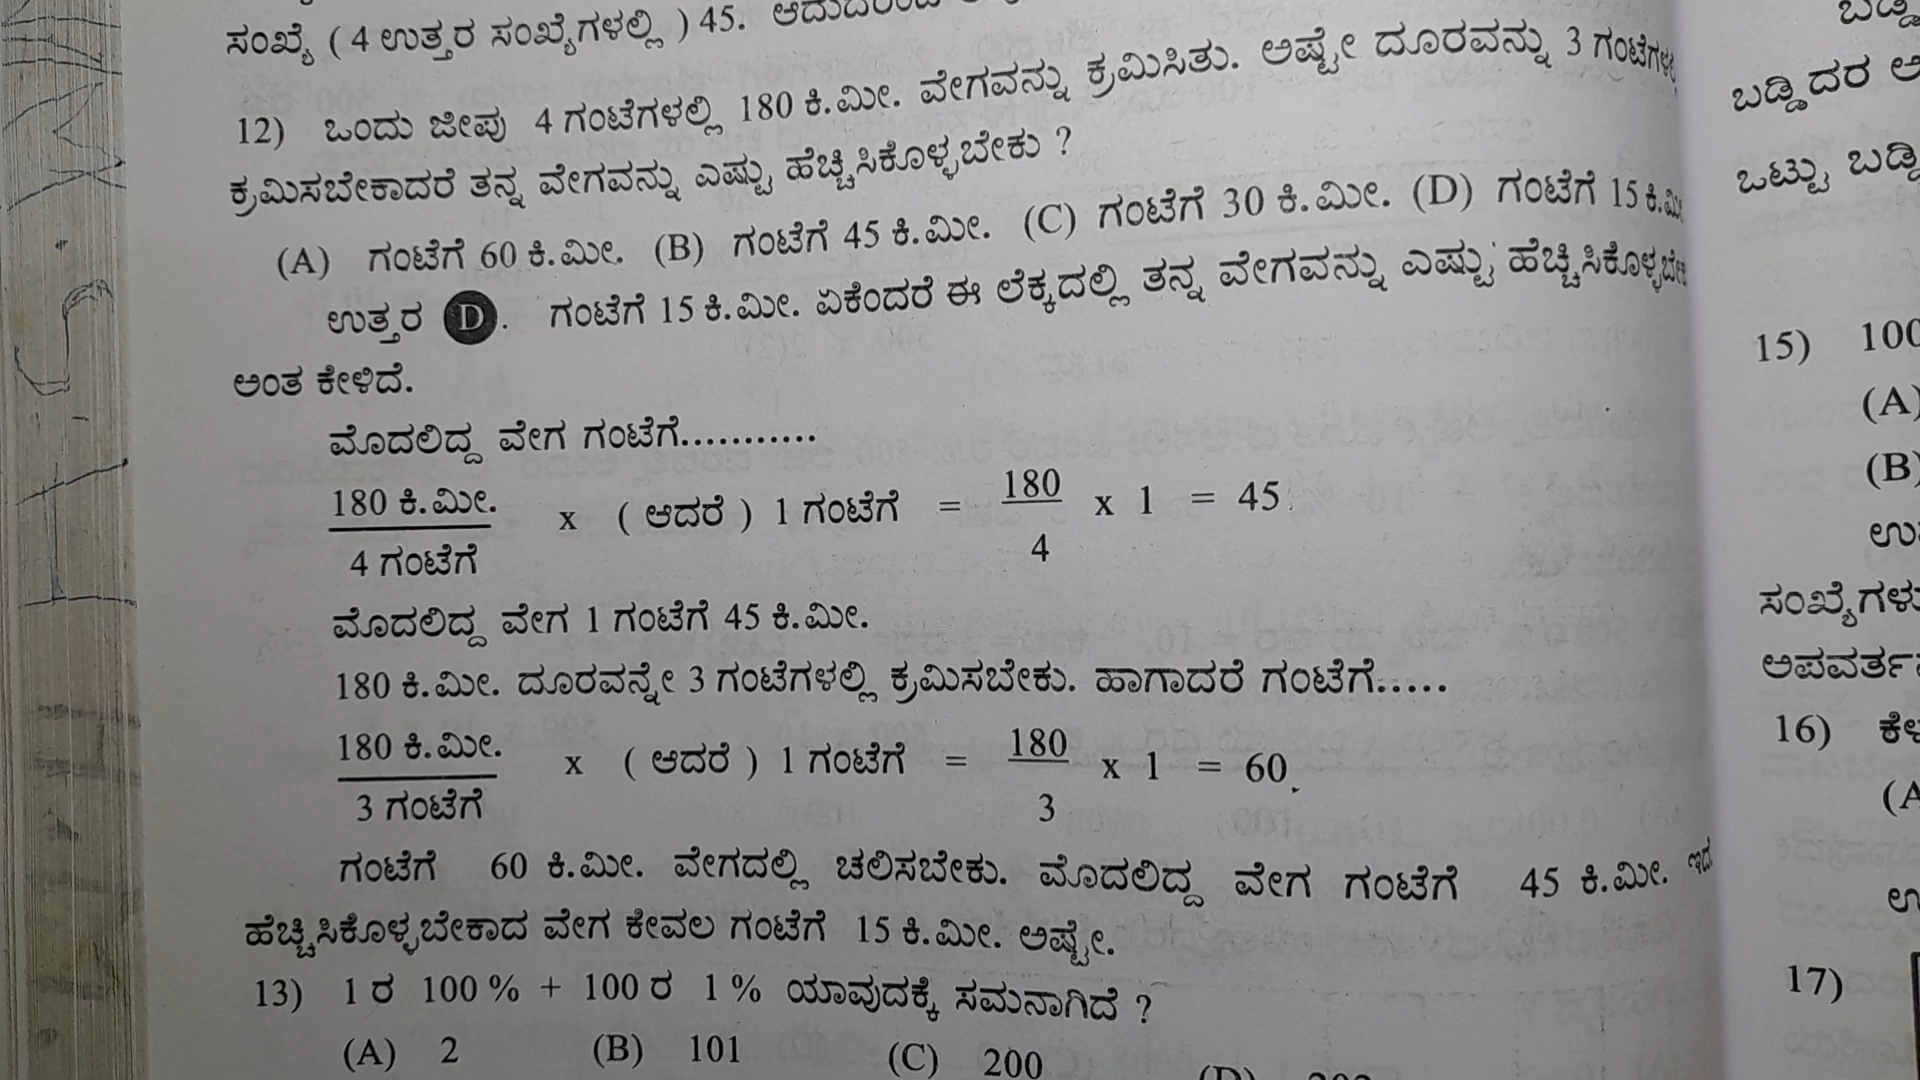 ಸಂಖ್ಯೆ ( 4 ಉತ್ತರ ಸಂಖ್ಯೆಗಳಲ್ಲಿ ) 45.
12) ಒಂದು ಜೀಪು 4 ಗಂಟೆಗಳಲ್ಲಿ 180 ಕಿ.ಮೀ. ವೇಗವನ್ನು ಕ್ರಮಿಸಿತು. ಅಷ್ಟೇ ದೂರವನ್ನು 3
ಕ್ರಮಿಸಬೇಕಾದರೆ ತನ್ನ ವೇಗವನ್ನು ಎಷ್ಟು ಹೆಚ್ಚಿಸಿಕೊಳ್ಳಬೇಕು ?
(A) ಗಂಟೆಗೆ 60 ಕಿ.ಮೀ. (B) ಗಂಟೆಗೆ 45 ಕಿ.ಮೀ. (C) ಗಂಟೆಗೆ 30 ಕಿ.ಮೀ. (D) ಗಂಟೆಗೆ 15
ಉತ್ತರ D. ಗಂಟೆಗೆ 15 ಕಿ.ಮೀ. ಏಕೆಂದರೆ ಈ ಲೆಕ್ಕದಲ್ಲಿ ತನ್ನ ವೇಗವನ್ನು ಎಷ್ಟು
ಅಂತ ಕೇಳಿದೆ.
ಮೊದಲಿದ್ದ ವೇಗ ಗಂಟೆಗೆ...........
180 ಕಿ.ಮೀ. x ( ಆದರೆ ) 1 ಗಂಟೆಗೆ = 180 x 1 = 45
4 ಗಂಟೆಗೆ 4
ಮೊದಲಿದ್ದ ವೇಗ 1 ಗಂಟೆಗೆ 45 ಕಿ.ಮೀ.
180 ಕಿ.ಮೀ. ದೂರವನ್ನೇ 3 ಗಂಟೆಗಳಲ್ಲಿ ಕ್ರಮಿಸಬೇಕು. ಹಾಗಾದರೆ ಗಂಟೆಗೆ.....
180 ಕಿ.ಮೀ. x ( ಆದರೆ ) 1 ಗಂಟೆಗೆ = 180 x 1 = 60
3 ಗಂಟೆಗೆ 3
ಗಂಟೆಗೆ 60 ಕಿ.ಮೀ. ವೇಗದಲ್ಲಿ ಚಲಿಸಬೇಕು. ಮೊದಲಿದ್ದ ವೇಗ ಗಂಟೆಗೆ 45 ಕಿ.ಮೀ.
ಹೆಚ್ಚಿಸಿಕೊಳ್ಳಬೇಕಾದ ವೇಗ ಕೇವಲ ಗಂಟೆಗೆ 15 ಕಿ.ಮೀ. ಅಷ್ಟೇ.
13) 1 ರ 100 % + 100 ರ 1 % ಯಾವುದಕ್ಕೆ ಸಮನಾಗಿದೆ ?
(A) 2 (B) 101 (C) 200
ಬಡ್ಡಿದರ
ಒಟ್ಟು
15) 100
(A)
(B)
ಸಂಖ್ಯೆಗಳು
16)
(A
17)